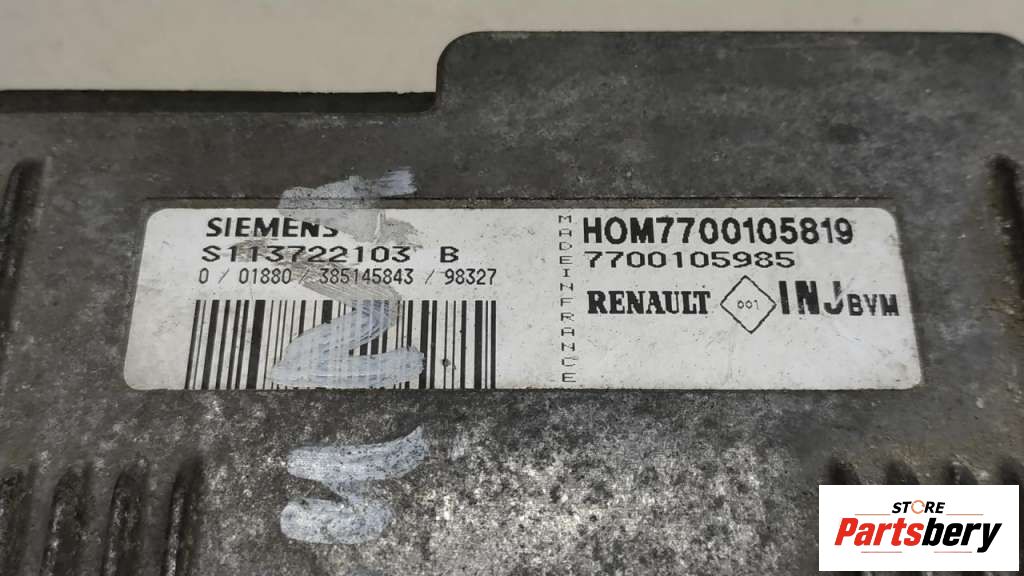 SIEMENS
S113722103 B
0 / 01880 / 385145843 / 98327
MADE IN FRANCE
HOM7700105819
7700105985
RENAULT 001 INJ BVM
STORE
Partsbery